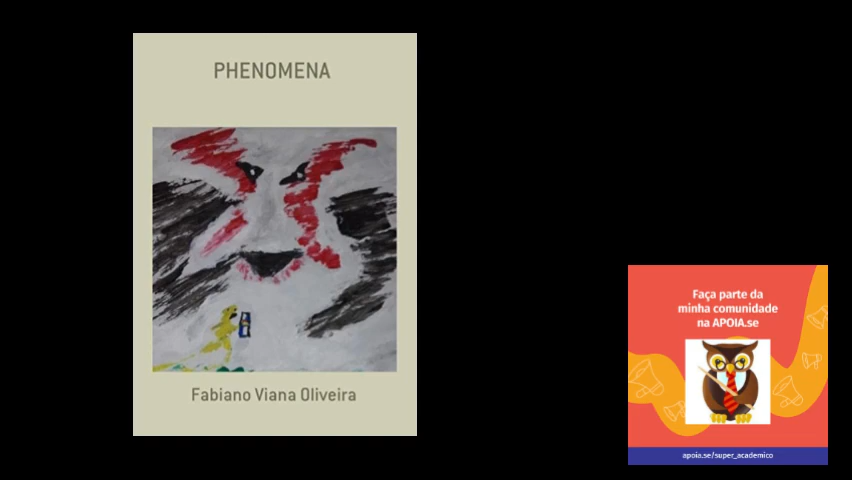 PHENOMENA
Fabiano Viana Oliveira
Faça parte da
minha comunidade
na APOIA.se
apoia.se/super_academico